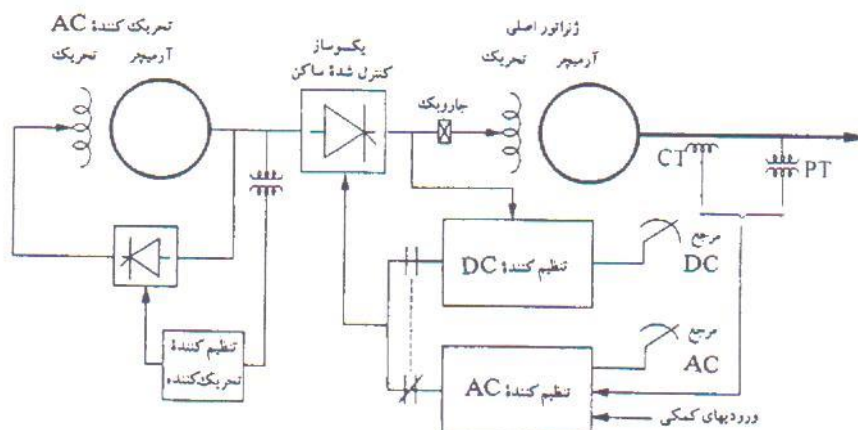 تحریک کنندهٔ AC
تحریک
آرمیچر
یکسوساز
کنترل شدهٔ ساکن
جاروبک
ژنراتور اصلی
تحریک
آرمیچر
CT
PT
تنظیم کنندهٔ DC
مرجع
DC
تنظیم کنندهٔ
تحریک‌کننده
تنظیم کنندهٔ AC
مرجع
AC
ورودیهای کمکی